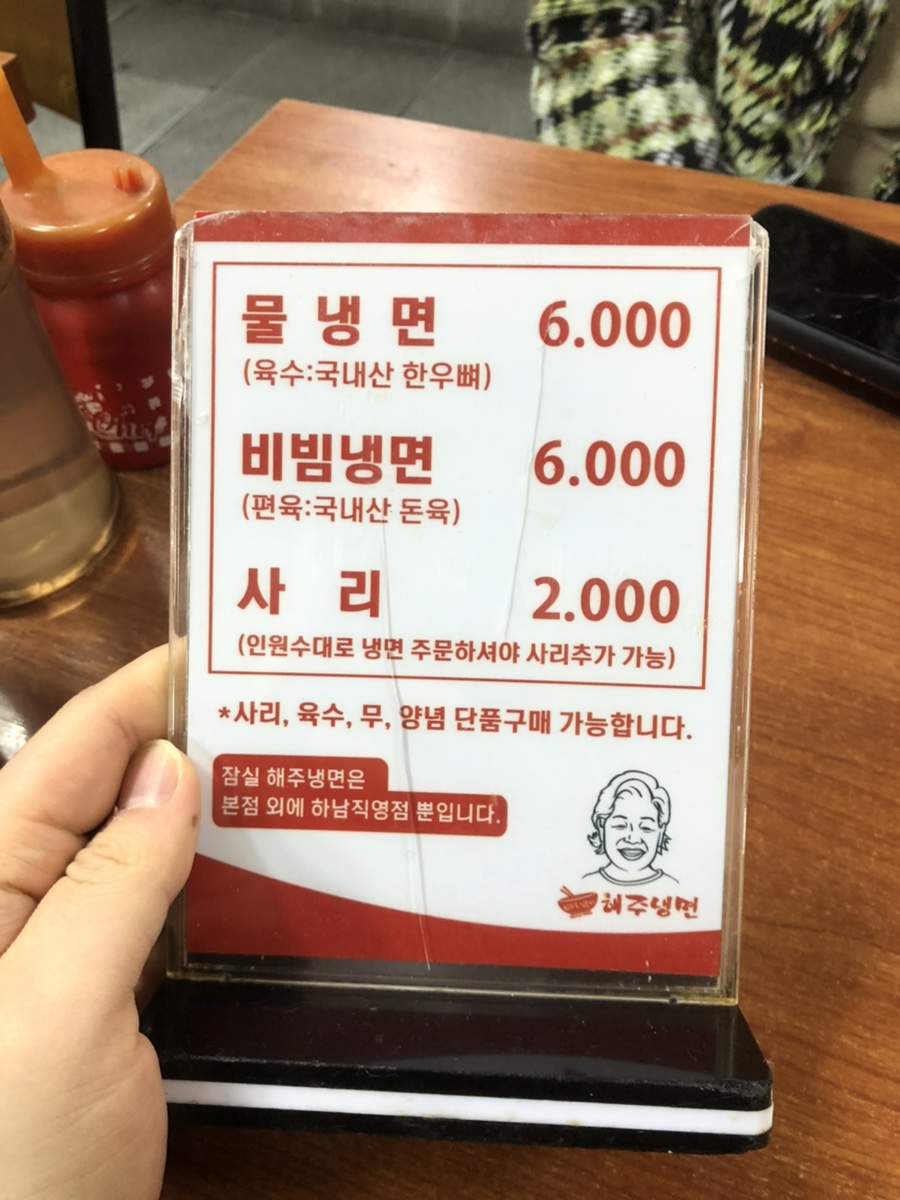 물 냉 면 6.000
(육수:국내산 한우뼈)
비빔냉면 6.000
(편육:국내산 돈육)
사 리 2.000
(인원수대로 냉면 주문하셔야 사리추가 가능)
*사리, 육수, 무, 양념 단품구매 가능합니다.
잠실 해주냉면은
본점 외에 하남직영점 뿐입니다.
해주냉면